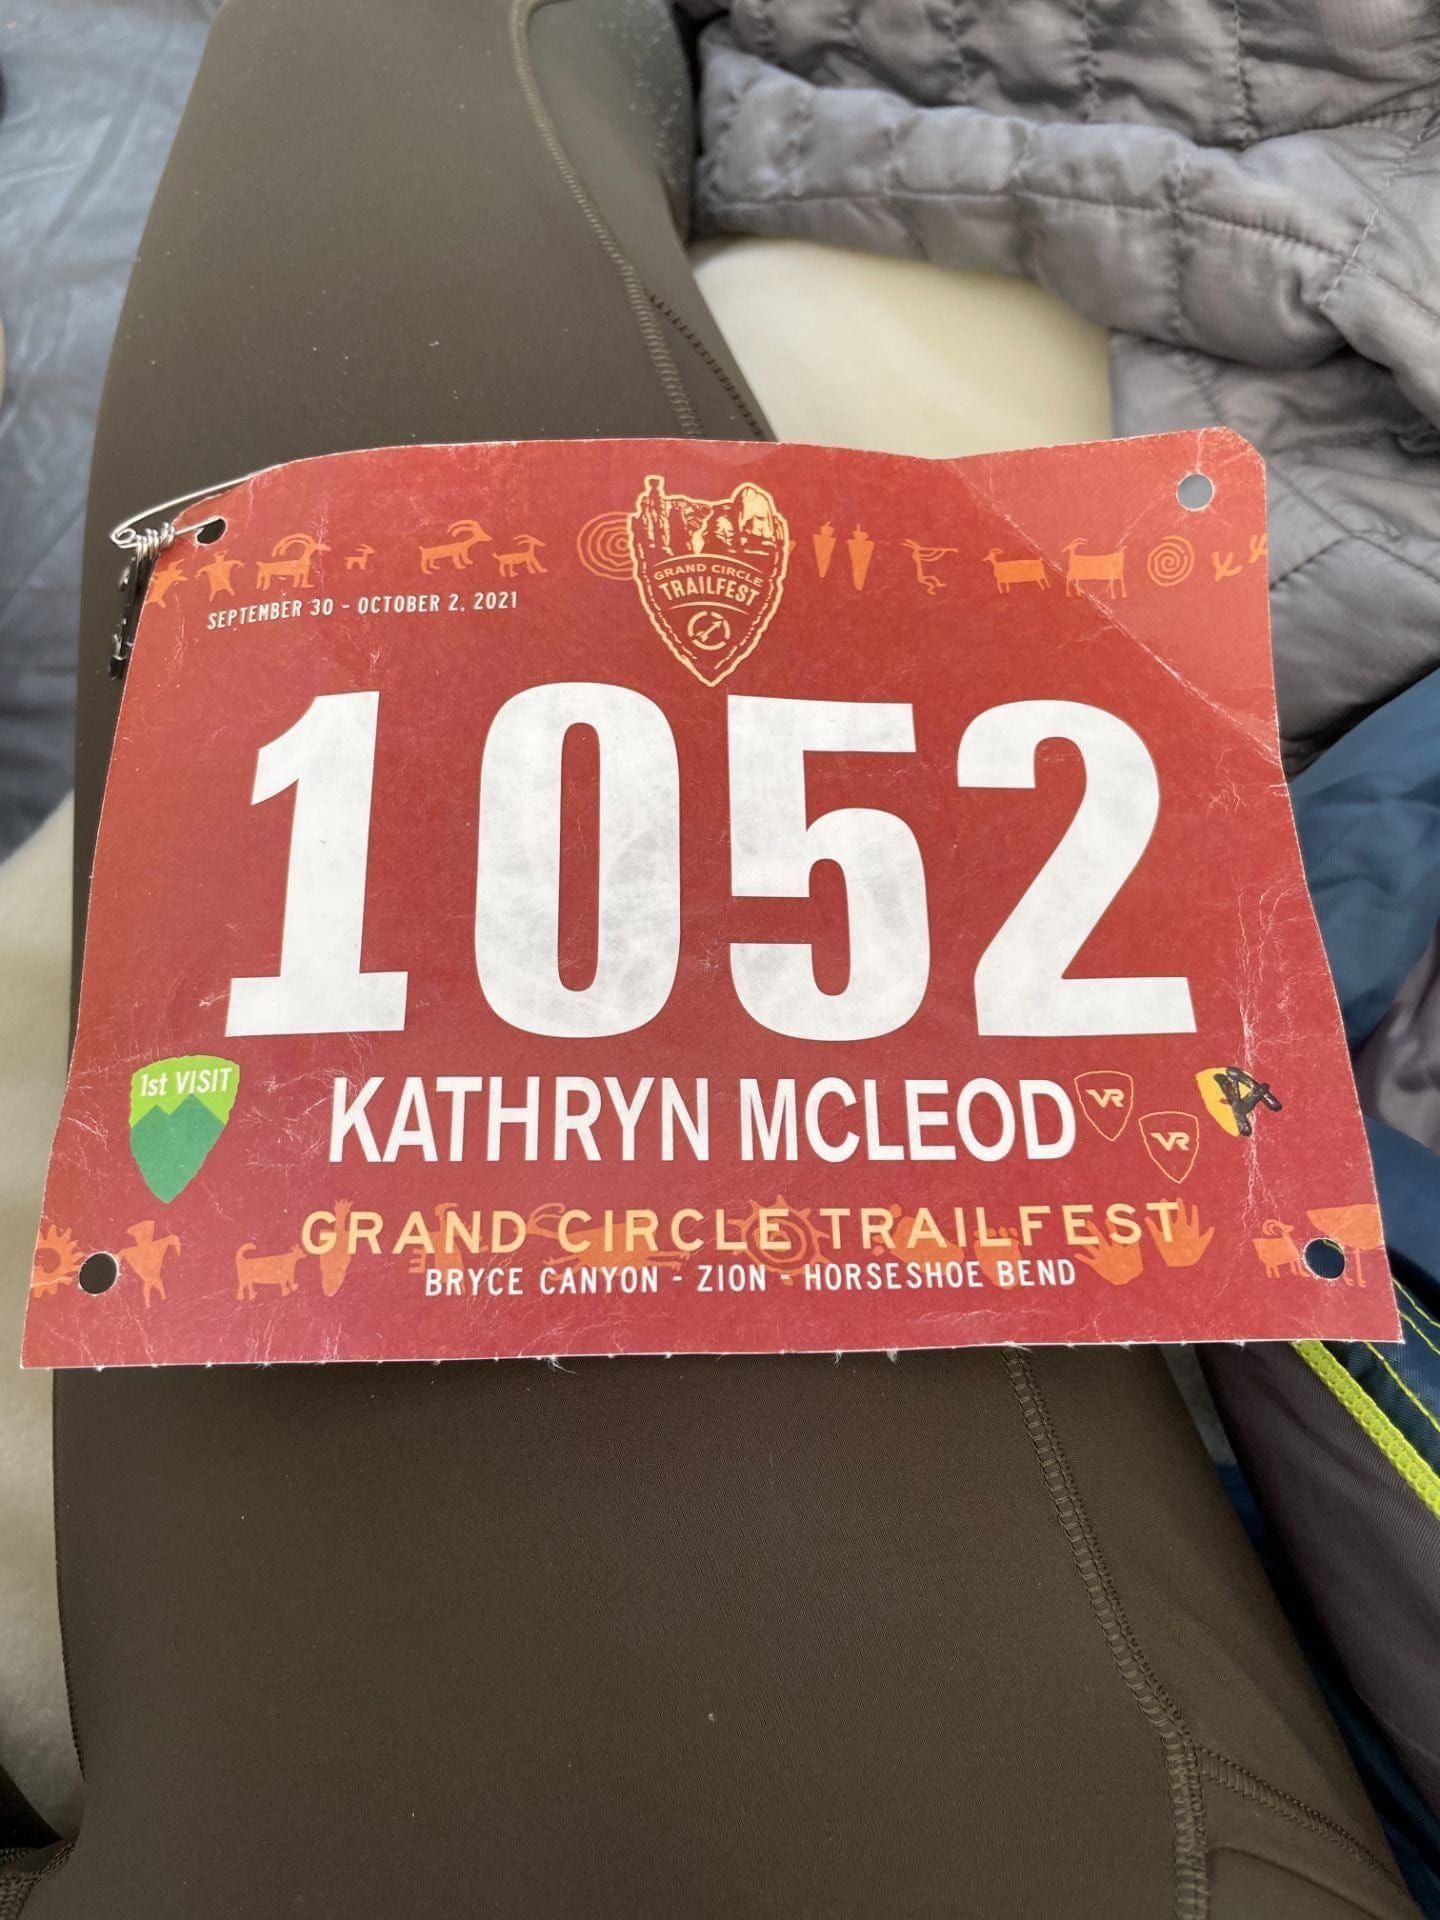 GRAND CIRCLE
TRAILFEST
SEPTEMBER 30 - OCTOBER 2, 2021
1052
1st VISIT
KATHRYN MCLEOD
VR
VR
A
GRAND CIRCLE TRAILFEST
BRYCE CANYON - ZION - HORSESHOE BEND